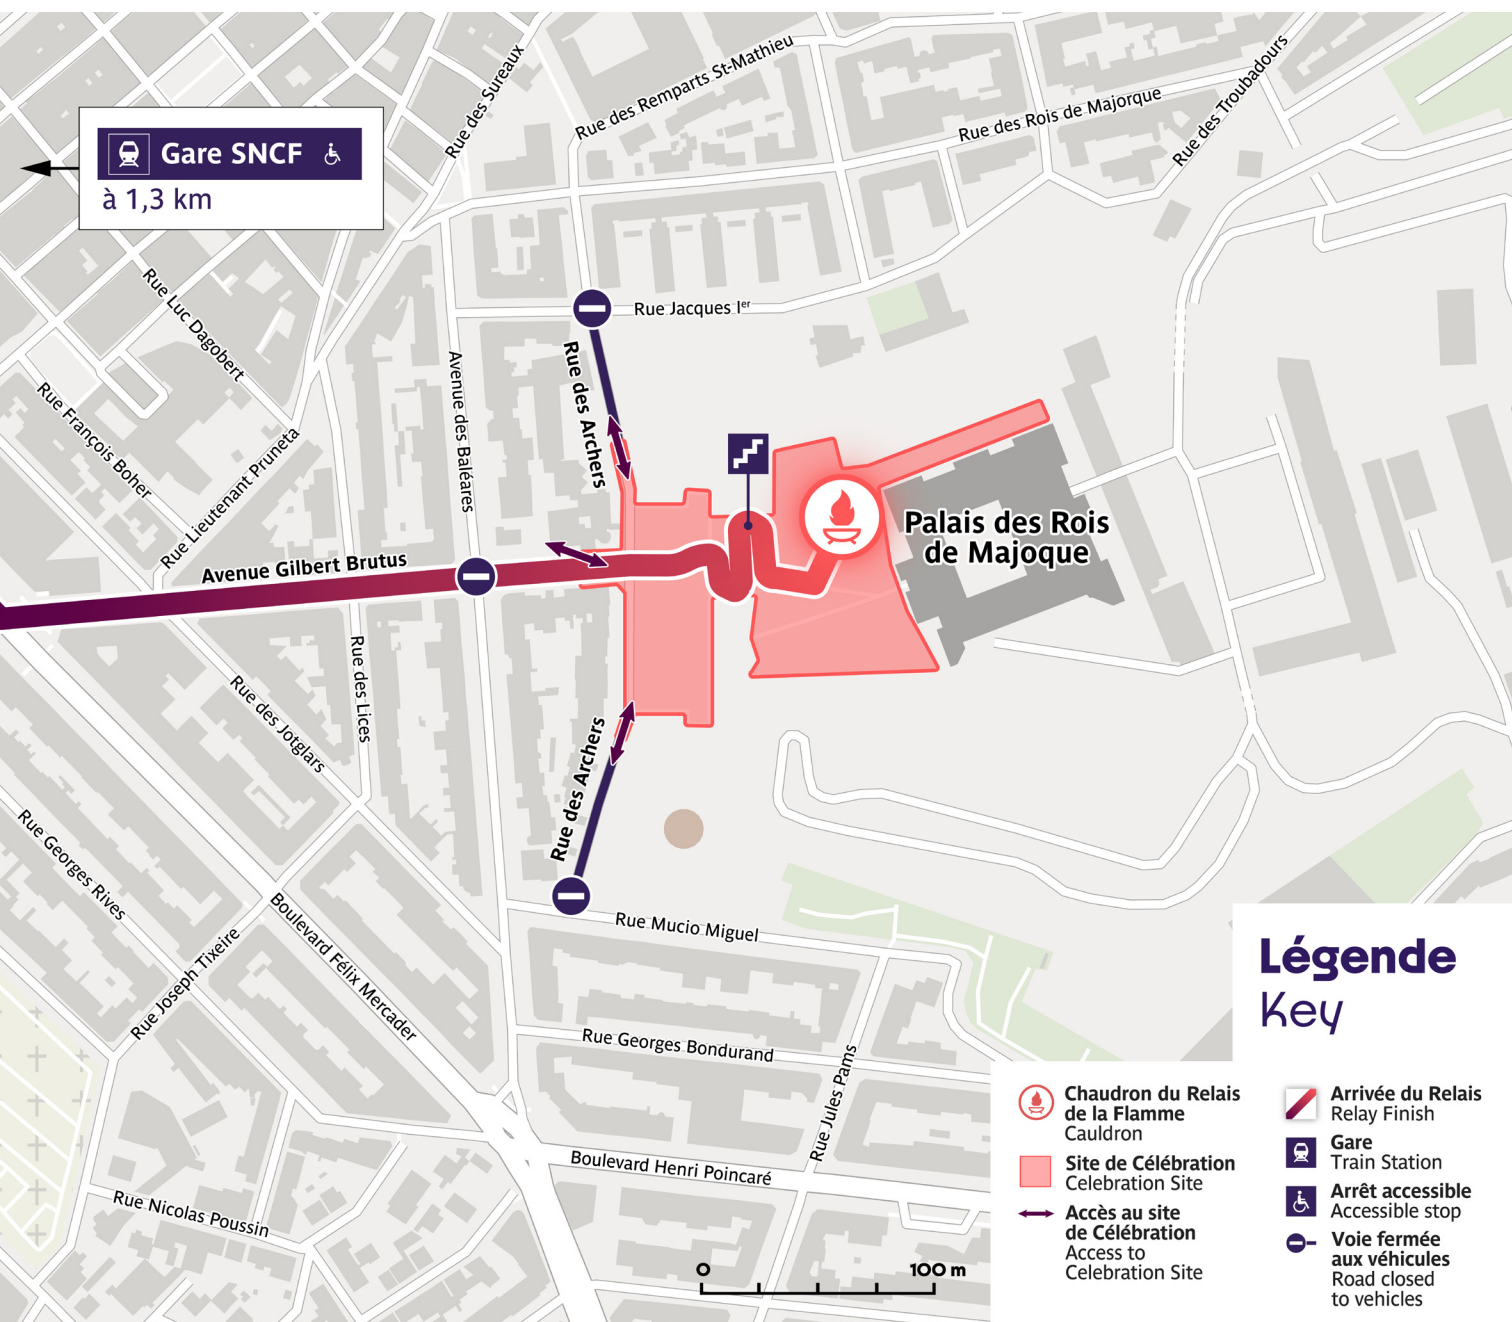 Gare SNCF
à 1,3 km
Rue des Sureaux
Rue des Remparts St-Mathieu
Rue des Rois de Majorque
Rue des Troubadours
Rue Luc Dagobert
Rue François Boher
Rue Lieutenant Pruneta
Avenue des Baléares
Rue Jacques Iᵉʳ
Rue des Archers
Avenue Gilbert Brutus
Palais des Rois
de Majoque
Rue des Lices
Rue des Jotglars
Rue des Archers
Rue Georges Rives
Rue Joseph Tixeire
Boulevard Félix Mercader
Rue Mucio Miguel
Rue Georges Bondurand
Rue Jules Pams
Boulevard Henri Poincaré
Rue Nicolas Poussin
0 100 m
Légende
Key
Chaudron du Relais
de la Flamme
Cauldron
Site de Célébration
Celebration Site
Accès au site
de Célébration
Access to
Celebration Site
Arrivée du Relais
Relay Finish
Gare
Train Station
Arrêt accessible
Accessible stop
Voie fermée
aux véhicules
Road closed
to vehicles